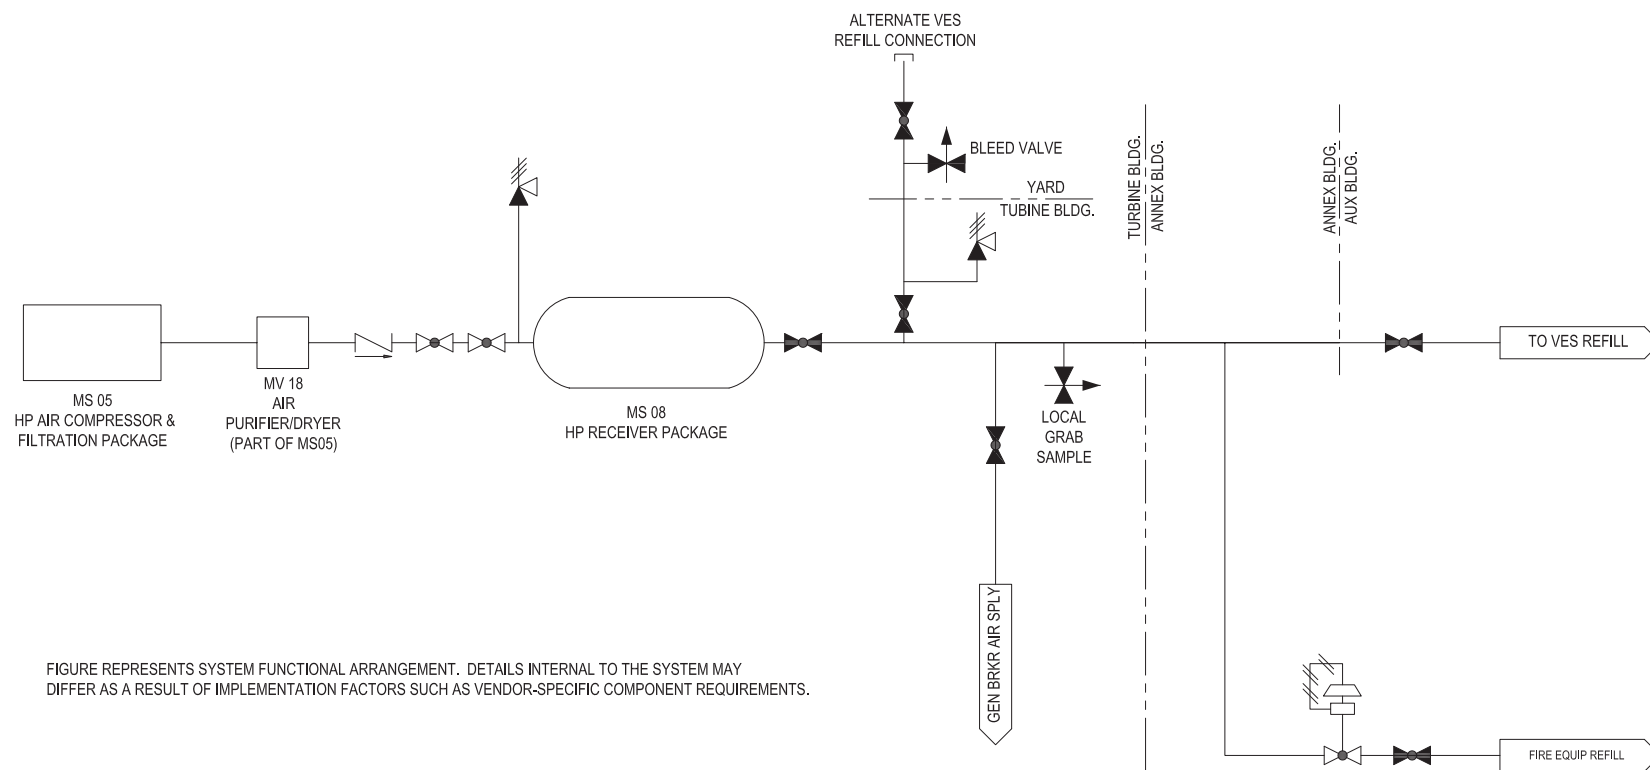 ALTERNATE VES
REFILL CONNECTION
BLEED VALVE
YARD
TUBINE BLDG.
TURBINE BLDG.
ANNEX BLDG.
ANNEX BLDG.
AUX BLDG.
MS 05
HP AIR COMPRESSOR &
FILTRATION PACKAGE
MV 18
AIR
PURIFIER/DRYER
(PART OF MS05)
MS 08
HP RECEIVER PACKAGE
LOCAL
GRAB
SAMPLE
TO VES REFILL
GEN BRKR AIR SPLY
FIRE EQUIP REFILL
FIGURE REPRESENTS SYSTEM FUNCTIONAL ARRANGEMENT. DETAILS INTERNAL TO THE SYSTEM MAY
DIFFER AS A RESULT OF IMPLEMENTATION FACTORS SUCH AS VENDOR-SPECIFIC COMPONENT REQUIREMENTS.